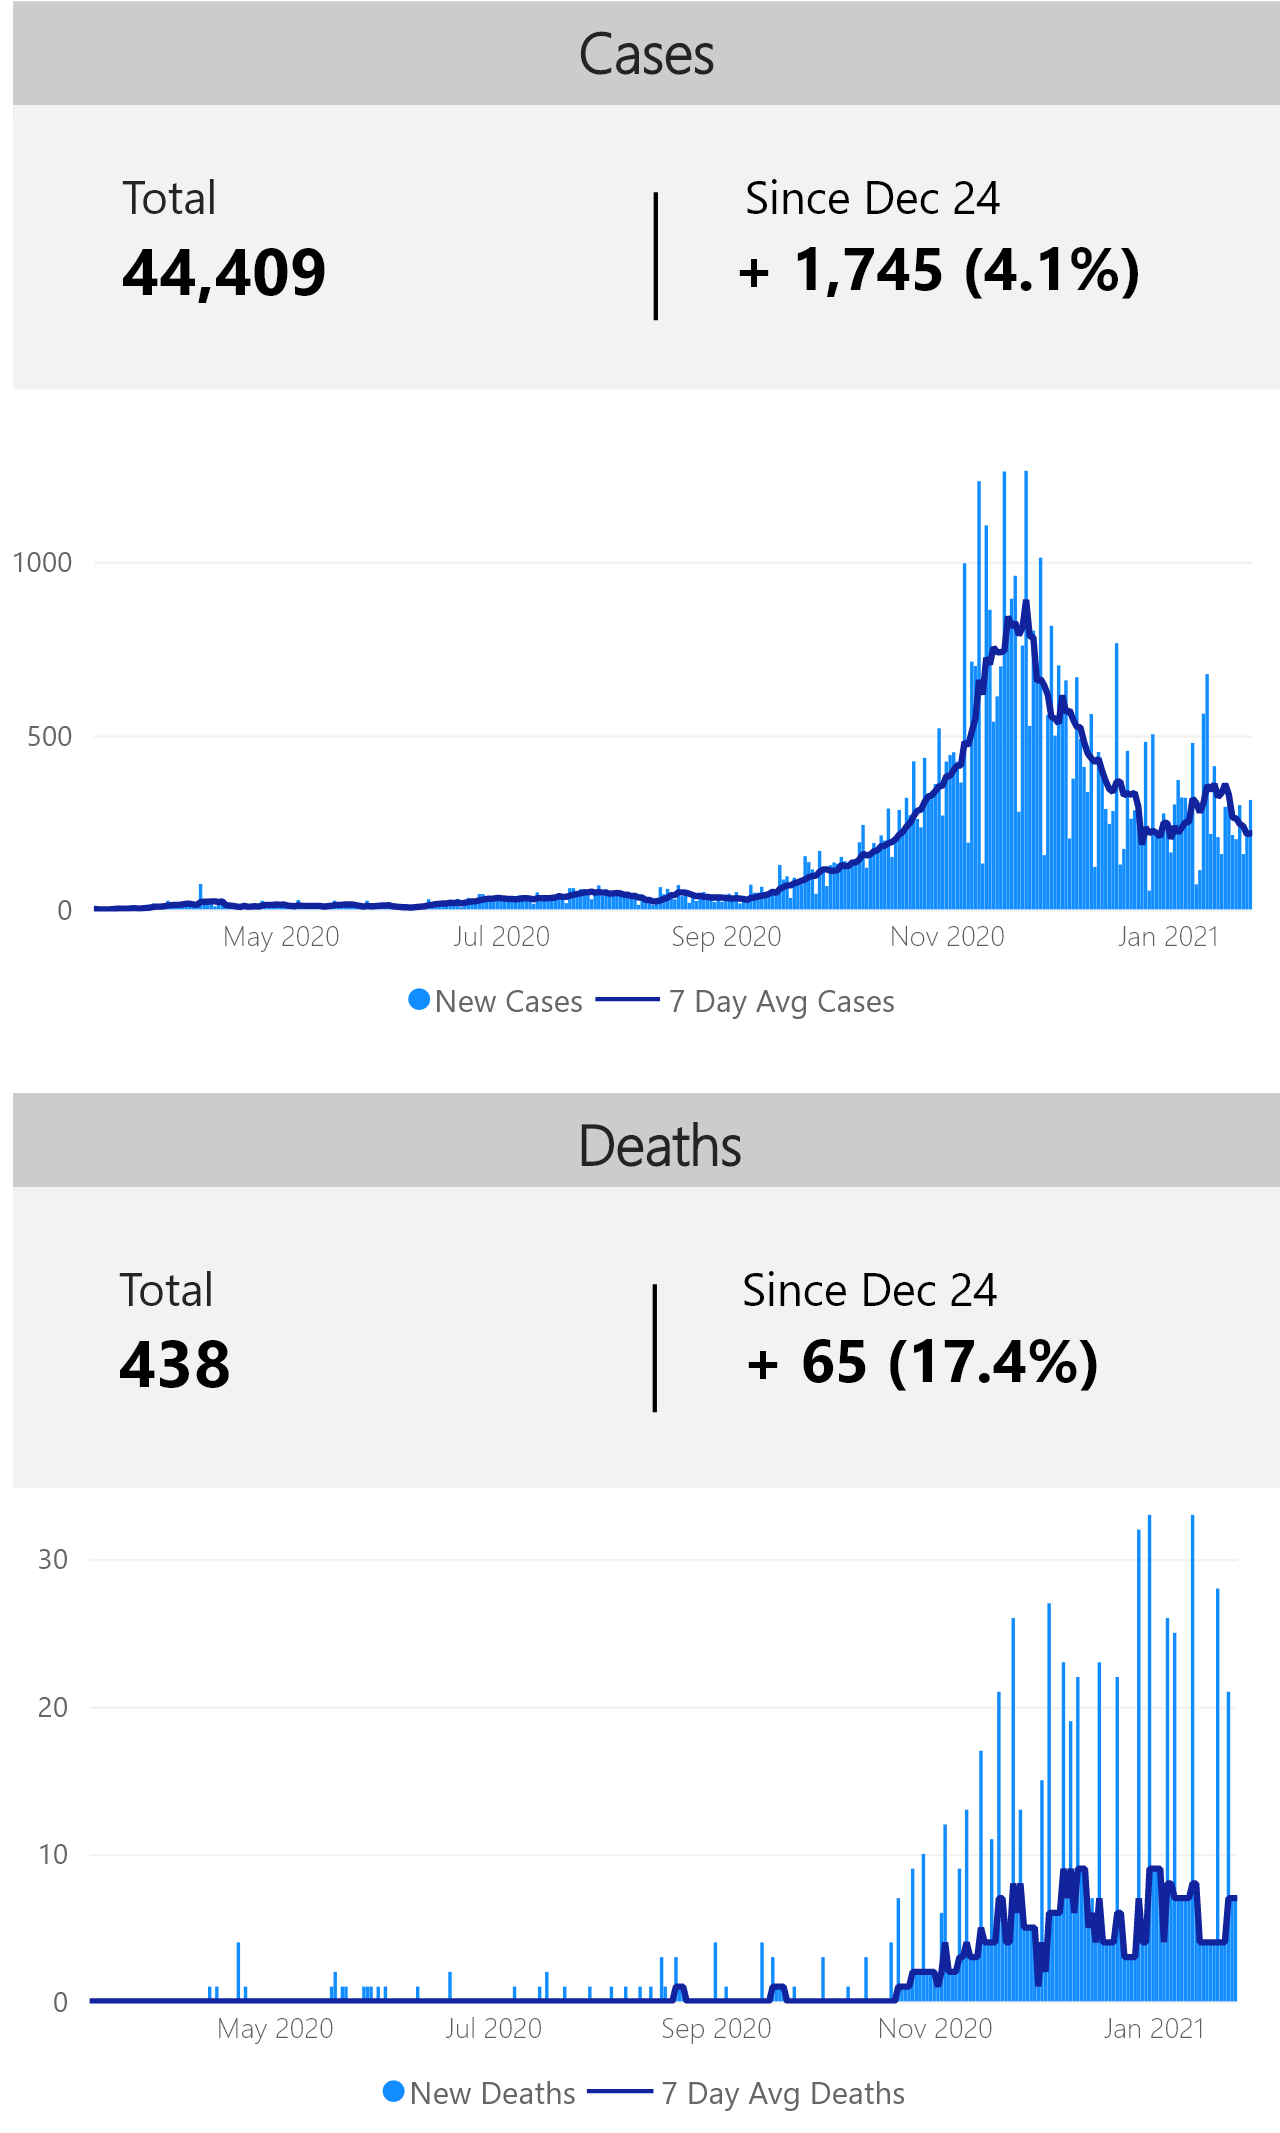 Cases
Total
Since Dec 24
44,409
+ 1,745 (4.1%)
1000
500
0
May 2020
Jul 2020
Sep 2020
Nov 2020
Jan 2021
New Cases
7 Day Avg Cases
Deaths
Total
Since Dec 24
438
+ 65 (17.4%)
30
20
10
0
May 2020
Jul 2020
Sep 2020
Nov 2020
Jan 2021
New Deaths
7 Day Avg Deaths